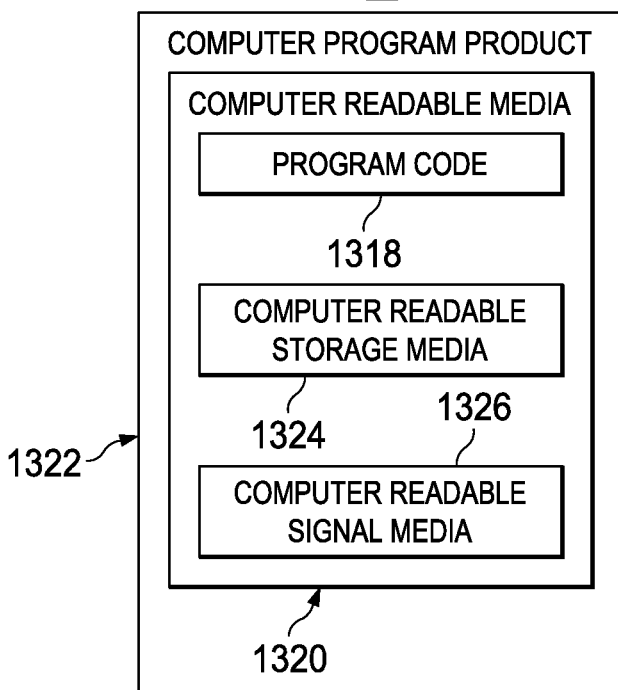 COMPUTER PROGRAM PRODUCT
COMPUTER READABLE MEDIA
PROGRAM CODE
1318
COMPUTER READABLE
STORAGE MEDIA
1324
1326
1322
COMPUTER READABLE
SIGNAL MEDIA
1320